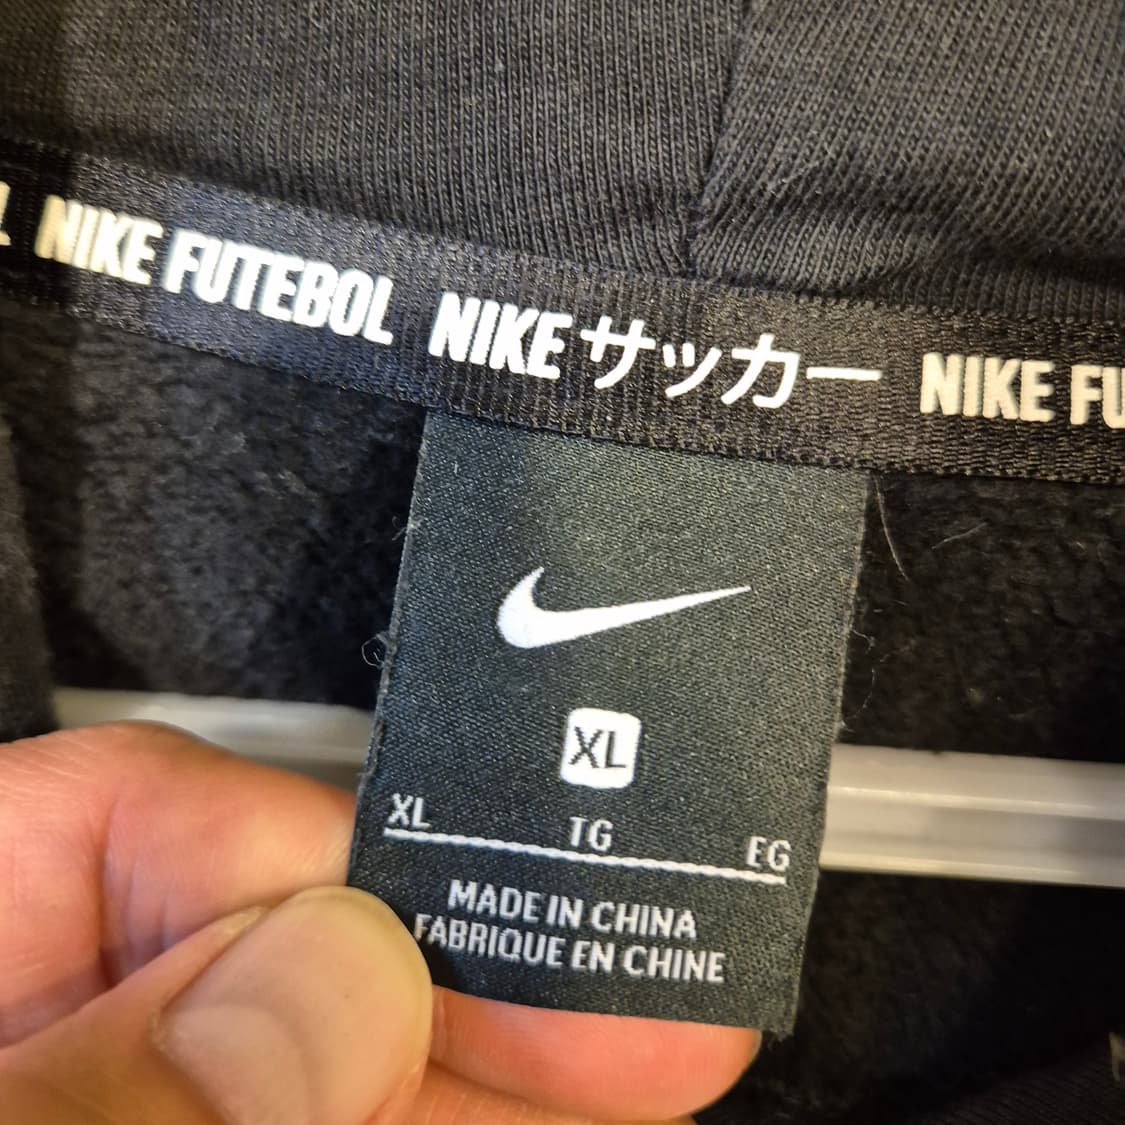 L NIKE FUTEBOL NIKE サッカー NIKE FU
XL
XL TG EG
MADE IN CHINA
FABRIQUE EN CHINE